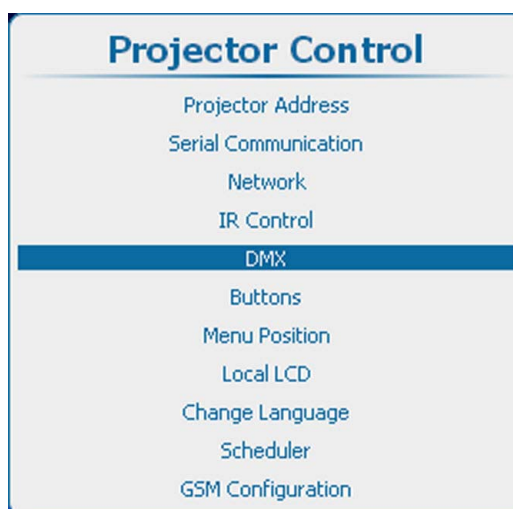 Projector Control
Projector Address
Serial Communication
Network
IR Control
DMX
Buttons
Menu Position
Local LCD
Change Language
Scheduler
GSM Configuration